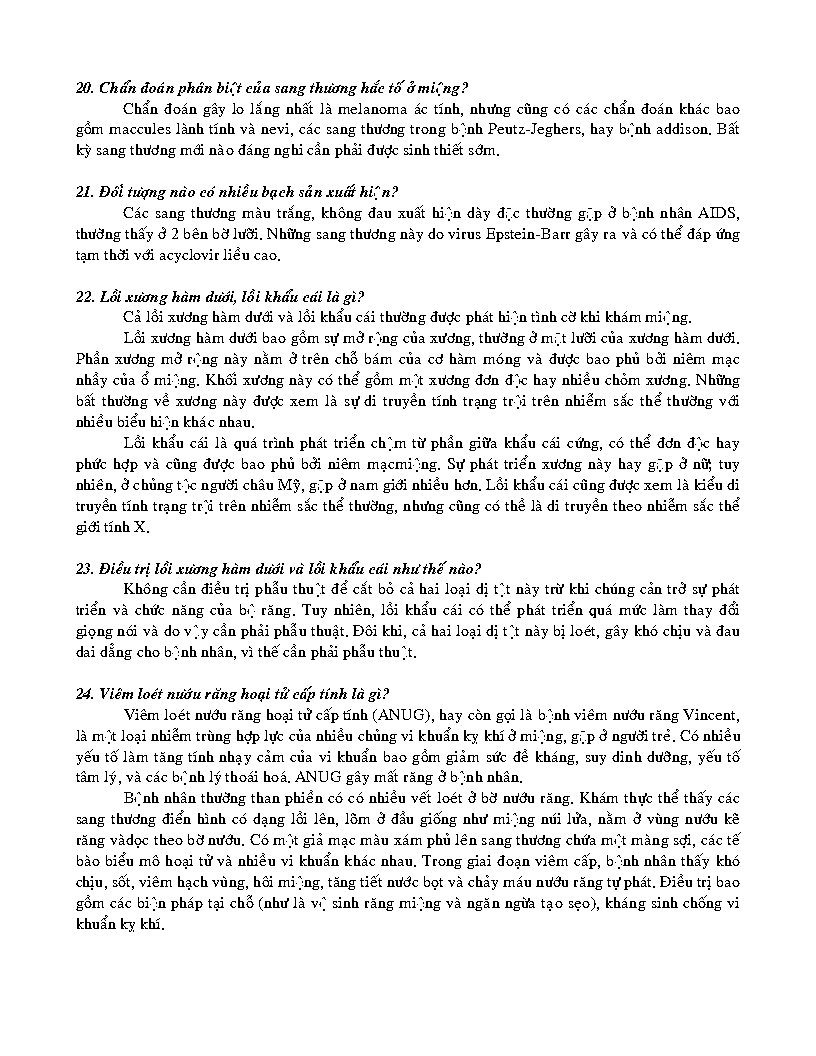 20. Chẩn đoán phân biệt của sang thương hắc tố ở miệng?
Chẩn đoán gây lo lắng nhất là melanoma ác tính, nhưng cũng có các chẩn đoán khác bao
gồm maccules lành tính và nevi, các sang thương trong bệnh Peutz-Jeghers, hay bệnh addison. Bất
kỳ sang thương mới nào đáng nghi cần phải được sinh thiết sớm.
21. Đối tượng nào có nhiều bạch sản xuất hiện?
Các sang thương màu trắng, không đau xuất hiện dày đặc thường gặp ở bệnh nhân AIDS,
thường thấy ở 2 bên bờ lưỡi. Những sang thương này do virus Epstein-Barr gây ra và có thể đáp ứng
tạm thời với acyclovir liều cao.
22. Lồi xương hàm dưới, lồi khẩu cái là gì?
Cả lồi xương hàm dưới và lồi khẩu cái thường được phát hiện tình cờ khi khám miệng.
Lồi xương hàm dưới bao gồm sự mở rộng của xương, thường ở mặt lưỡi của xương hàm dưới.
Phần xương mở rộng này nằm ở trên chỗ bám của cơ hàm móng và được bao phủ bởi niêm mạc
nhầy của ổ miệng. Khối xương này có thể gồm một xương đơn độc hay nhiều chỏm xương. Những
bất thường về xương này được xem là sự di truyền tính trạng trội trên nhiễm sắc thể thường với
nhiều biểu hiện khác nhau.
Lồi khẩu cái là quá trình phát triển chậm từ phần giữa khẩu cái cứng, có thể đơn độc hay
phức hợp và cũng được bao phủ bởi niêm mạcmiệng. Sự phát triển xương này hay gặp ở nữ, tuy
nhiên, ở chủng tộc người châu Mỹ, gặp ở nam giới nhiều hơn. Lồi khẩu cái cũng được xem là kiểu di
truyền tính trạng trội trên nhiễm sắc thể thường, nhưng cũng có thề là di truyền theo nhiễm sắc thể
giới tính X.
23. Điều trị lồi xương hàm dưới và lồi khẩu cái như thế nào?
Không cần điều trị phẫu thuật để cắt bỏ cả hai loại dị tật này trừ khi chúng cản trở sự phát
triển và chức năng của bộ răng. Tuy nhiên, lồi khẩu cái có thể phát triển quá mức làm thay đổi
giọng nói và do vậy cần phải phẫu thuật. Đôi khi, cả hai loại dị tật này bị loét, gây khó chịu và đau
dai dẳng cho bệnh nhân, vì thế cần phải phẫu thuật.
24. Viêm loét nướu răng hoại tử cấp tính là gì?
Viêm loét nướu răng hoại tử cấp tính (ANUG), hay còn gọi là bệnh viêm nướu răng Vincent,
là một loại nhiễm trùng hợp lực của nhiều chủng vi khuẩn kỵ khí ở miệng, gặp ở người trẻ. Có nhiều
yếu tố làm tăng tính nhạy cảm của vi khuẩn bao gồm giảm sức đề kháng, suy dinh dưỡng, yếu tố
tâm lý, và các bệnh lý thoái hoá. ANUG gây mất răng ở bệnh nhân.
Bệnh nhân thường than phiền có có nhiều vết loét ở bờ nướu răng. Khám thực thể thấy các
sang thương điển hình có dạng lồi lên, lõm ở đầu giống như miệng núi lửa, nằm ở vùng nướu kẽ
răng vàdọc theo bờ nướu. Có một giả mạc màu xám phủ lên sang thương chứa một màng sợi, các tế
bào biểu mô hoại tử và nhiều vi khuẩn khác nhau. Trong giai đoạn viêm cấp, bệnh nhân thấy khó
chịu, sốt, viêm hạch vùng, hôi miệng, tăng tiết nước bọt và chảy máu nướu răng tự phát. Điều trị bao
gồm các biện pháp tại chỗ (như là vệ sinh răng miệng và ngăn ngừa tạo sẹo), kháng sinh chống vi
khuẩn kỵ khí.